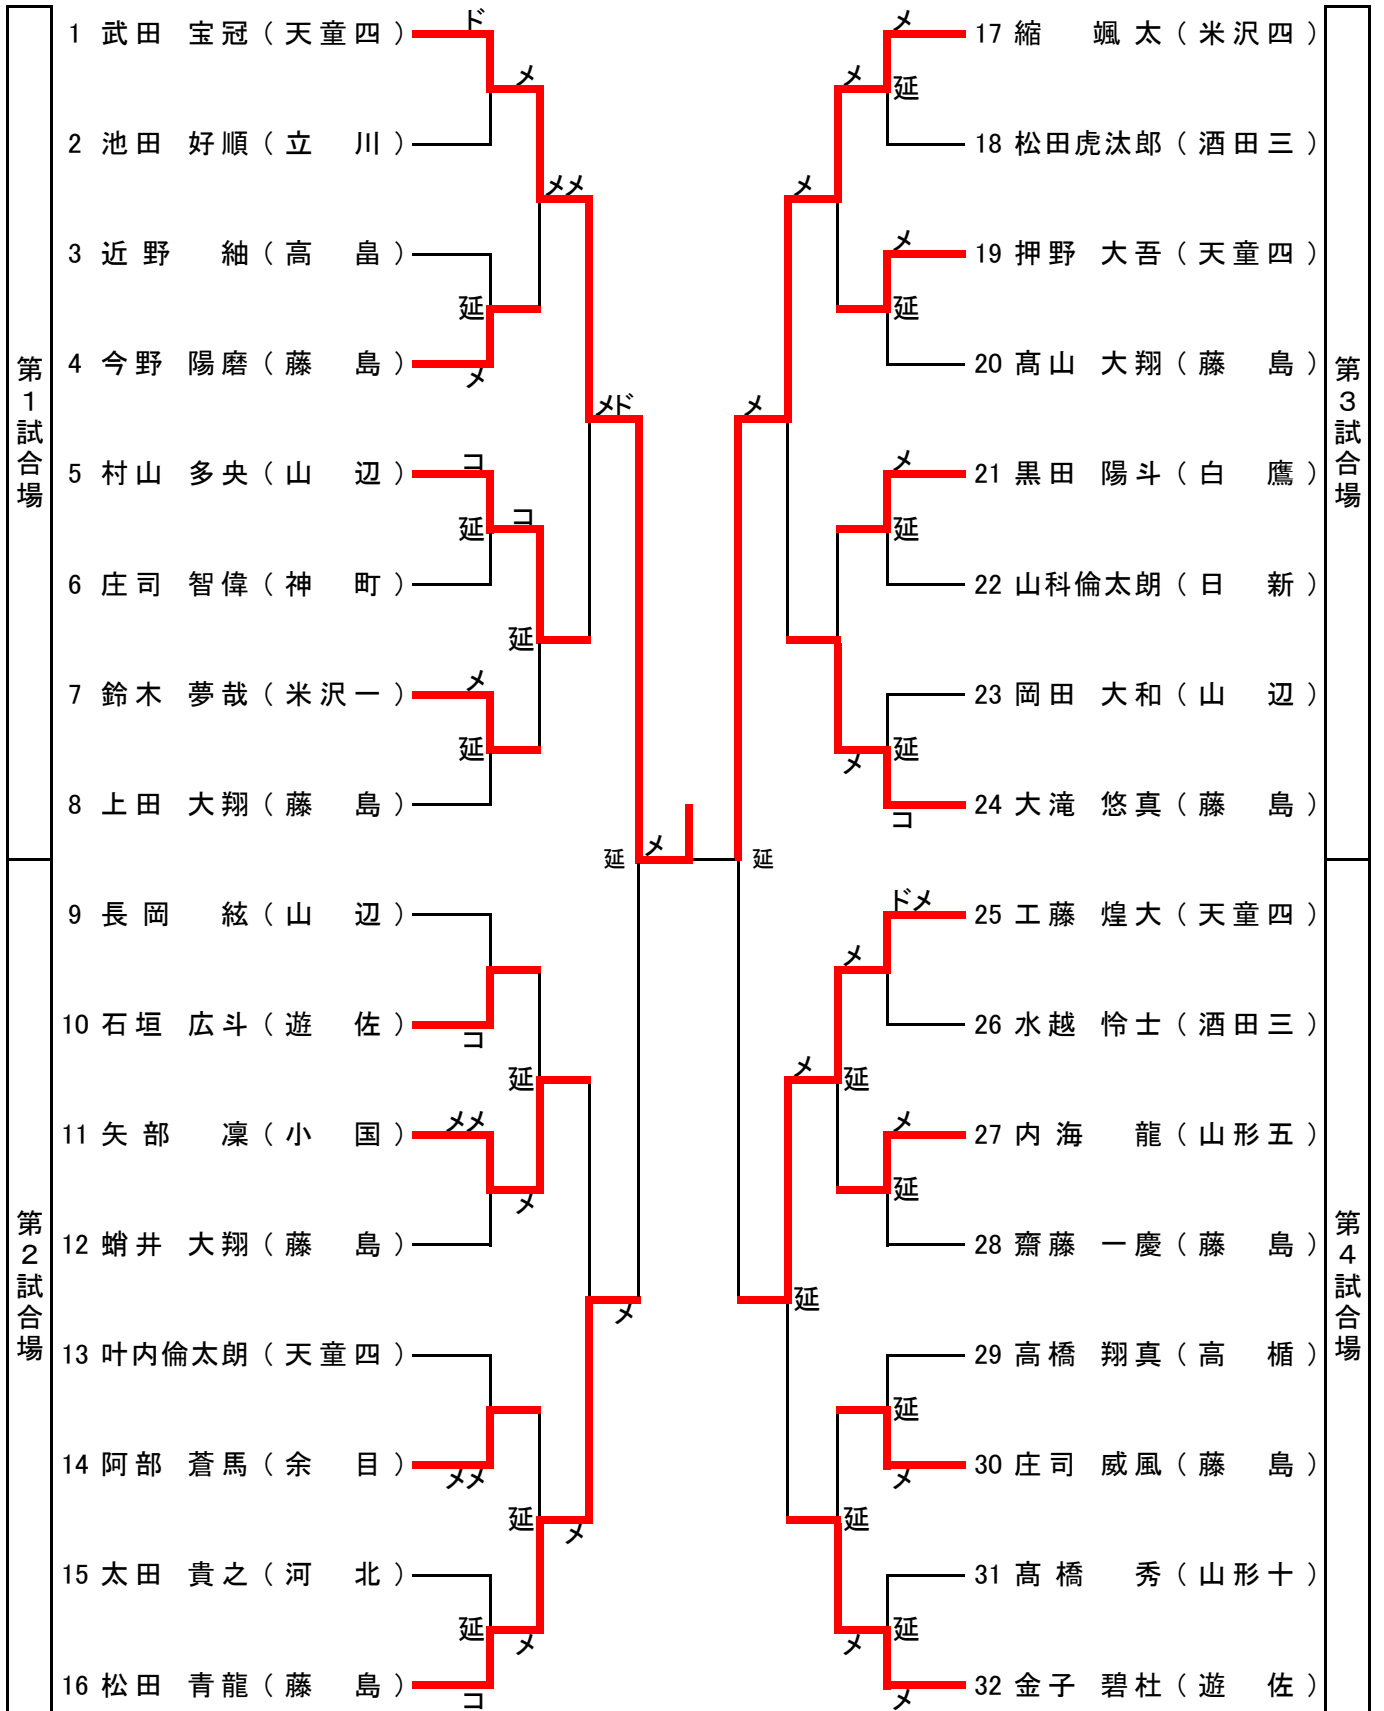 第1試合場
1 武田 宝冠（天童四）
ド
メ
2 池田 好順（立川）
メメ
3 近野 紬（高畠）
延
4 今野 陽磨（藤島）
メ
メド
5 村山 多央（山辺）
コ
延
コ
6 庄司 智偉（神町）
延
7 鈴木 夢哉（米沢一）
メ
延
8 上田 大翔（藤島）
延
メ
第2試合場
9 長岡 絃（山辺）
10 石垣 広斗（遊佐）
コ
延
11 矢部 凜（小国）
メメ
メ
12 蛸井 大翔（藤島）
メ
13 叶内倫太朗（天童四）
14 阿部 蒼馬（余目）
メメ
延
メ
15 太田 貴之（河北）
延
メ
16 松田 青龍（藤島）
コ
第3試合場
17 縮 颯太（米沢四）
メ
メ
延
18 松田虎汰郎（酒田三）
メ
19 押野 大吾（天童四）
メ
延
20 髙山 大翔（藤島）
メ
21 黒田 陽斗（白鷹）
メ
延
22 山科倫太朗（日新）
23 岡田 大和（山辺）
延
メ
24 大滝 悠真（藤島）
コ
延
第4試合場
25 工藤 煌大（天童四）
ドメ
メ
26 水越 怜士（酒田三）
メ
延
27 内海 龍（山形五）
メ
延
28 齋藤 一慶（藤島）
延
29 高橋 翔真（高楯）
延
30 庄司 威風（藤島）
メ
延
31 髙橋 秀（山形十）
延
メ
32 金子 碧杜（遊佐）
メ